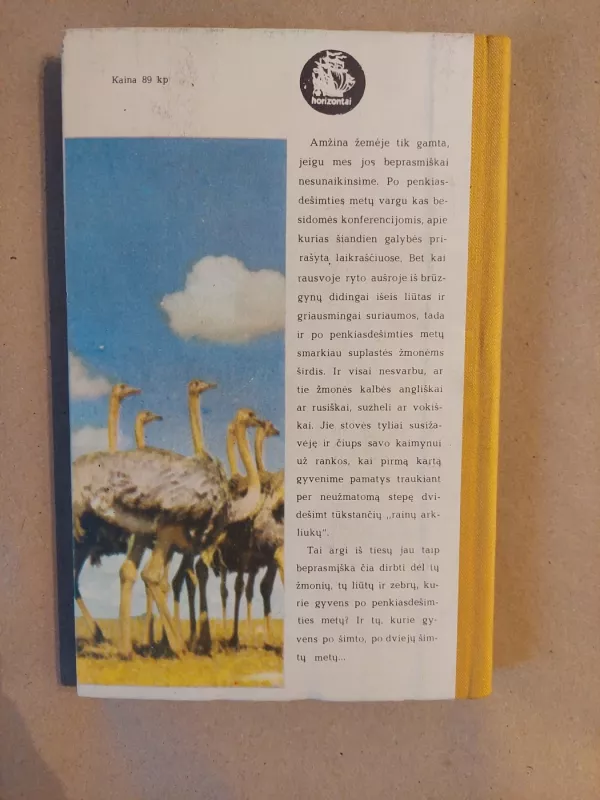 Kaina 89 kp
horizontai
Amžina žemėje tik gamta,
jeigu mes jos beprasmiškai
nesunaikinsime. Po penkias-
dešimties metų vargu kas be-
sidomės konferencijomis, apie
kurias šiandien galybės pri-
rašyta laikraščiuose. Bet kai
rausvoje ryto aušroje iš brūz-
gynų didingai išeis liūtas ir
griausmingai suriaumos, tada
ir po penkiasdešimties metų
smarkiau suplastės žmonėms
širdis. Ir visai nesvarbu, ar
tie žmonės kalbės angliškai
ar rusiškai, suzheli ar vokiš-
kai. Jie stovės tyliai susiža-
vėję ir čiups savo kaimynui
už rankos, kai pirmą kartą
gyvenime pamatys traukiant
per neužmatomą stepę dvi-
dešimt tūkstančių „rainų ark-
liukų".
Tai argi iš tiesų jau taip
beprasmiška čia dirbti dėl tų
žmonių, tų liūtų ir zebrų, ku-
rie gyvens po penkiasdešim-
ties metų? Ir tų, kurie gy-
vens po šimto, po dviejų šim-
tų metų...